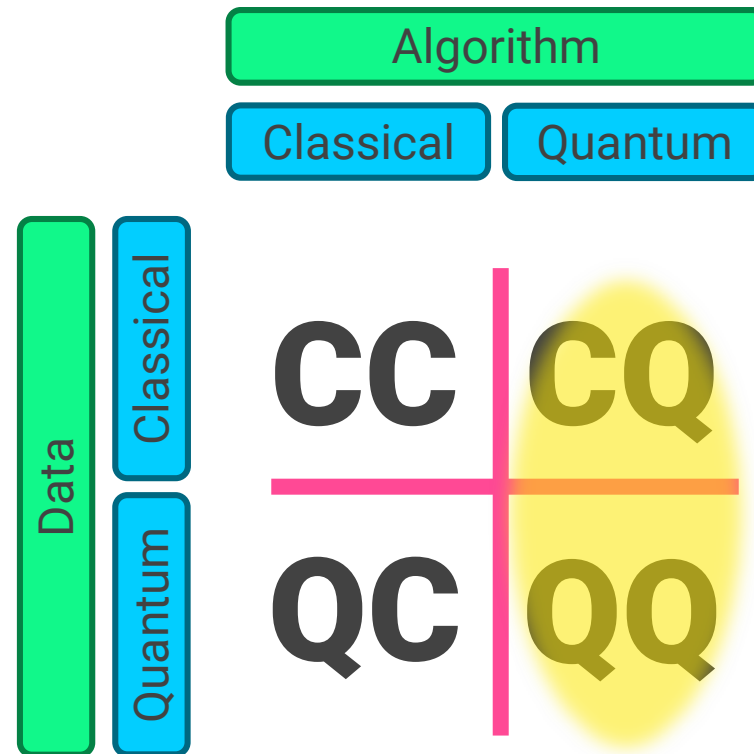 Algorithm
Classical Quantum
Data
Classical
Quantum
CC CQ
QC QQ